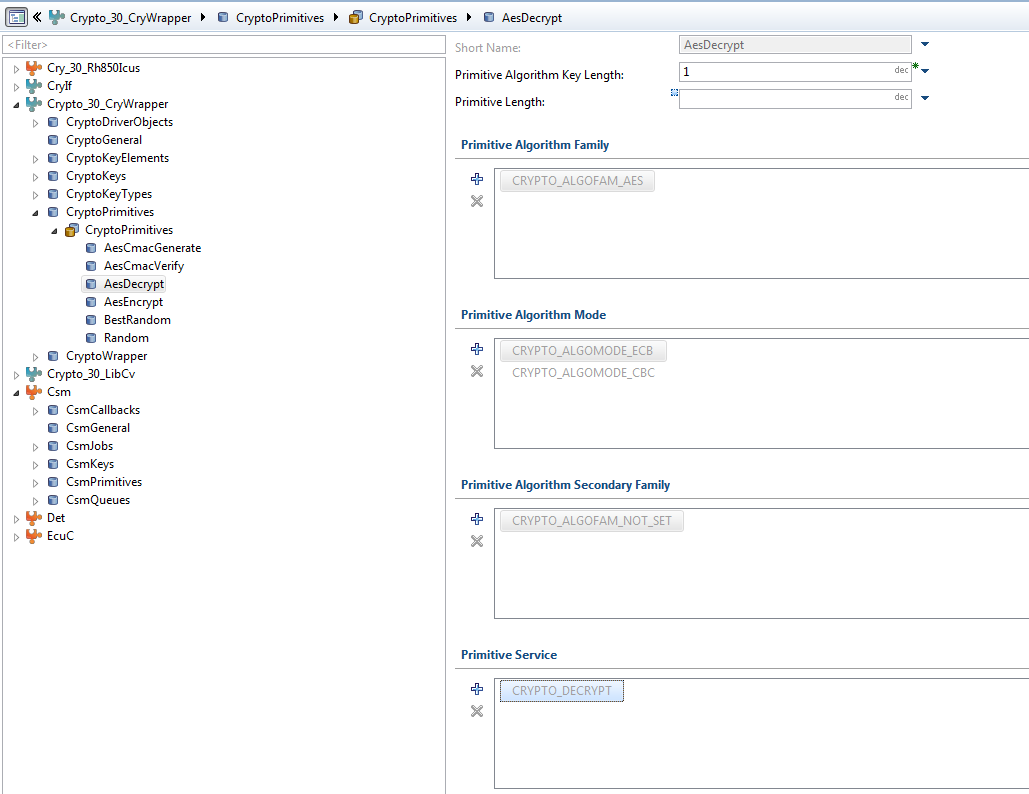 Crypto_30_CryWrapper CryptoPrimitives CryptoPrimitives AesDecrypt
<Filter>
Cry_30_Rh850Icus
CryIf
Crypto_30_CryWrapper
CryptoDriverObjects
CryptoGeneral
CryptoKeyElements
CryptoKeys
CryptoKeyTypes
CryptoPrimitives
CryptoPrimitives
AesCmacGenerate
AesCmacVerify
AesDecrypt
AesEncrypt
BestRandom
Random
CryptoWrapper
Crypto_30_LibCv
Csm
CsmCallbacks
CsmGeneral
CsmJobs
CsmKeys
CsmPrimitives
CsmQueues
Det
EcuC
Short Name: AesDecrypt
Primitive Algorithm Key Length: 1 dec
Primitive Length: dec
Primitive Algorithm Family
CRYPTO_ALGOFAM_AES
Primitive Algorithm Mode
CRYPTO_ALGOMODE_ECB
CRYPTO_ALGOMODE_CBC
Primitive Algorithm Secondary Family
CRYPTO_ALGOFAM_NOT_SET
Primitive Service
CRYPTO_DECRYPT